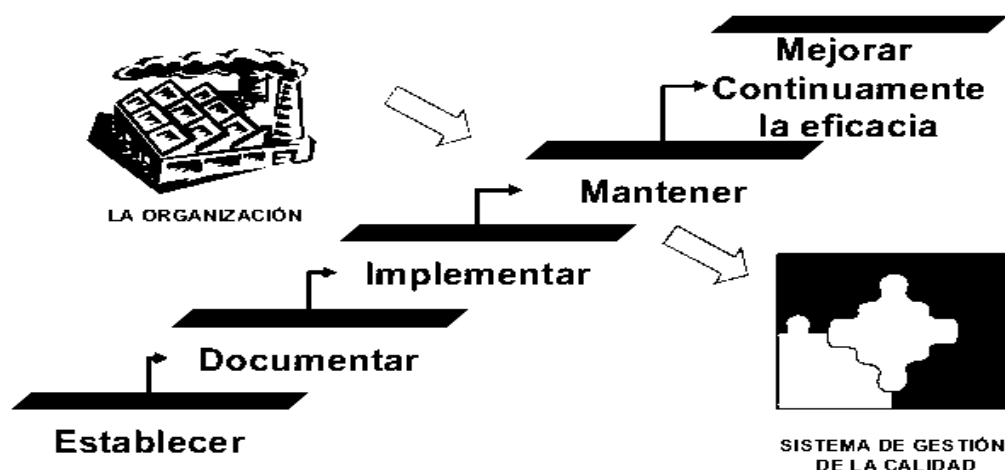 Mejorar
Continuamente
la eficacia
LA ORGANIZACIÓN
Mantener
Implementar
Documentar
Establecer
SISTEMA DE GESTIÓN
DE LA CALIDAD